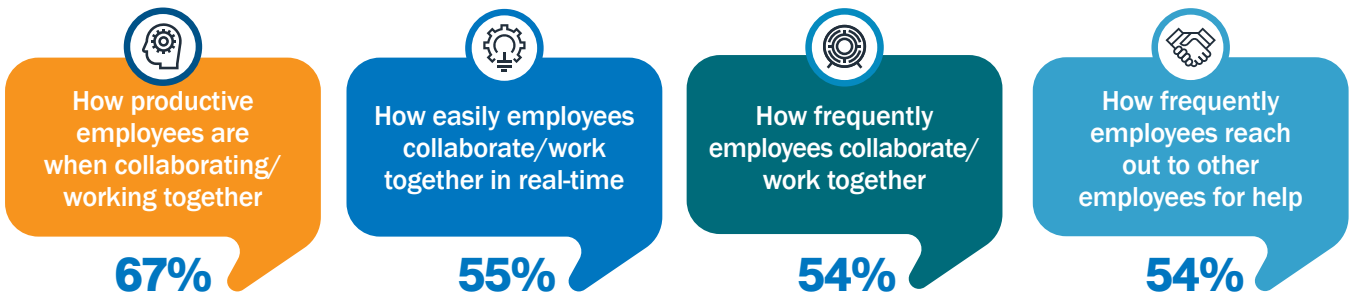 How productive
employees are
when collaborating/
working together
67%
How easily employees
collaborate/work
together in real-time
55%
How frequently
employees collaborate/
work together
54%
How frequently
employees reach
out to other
employees for help
54%